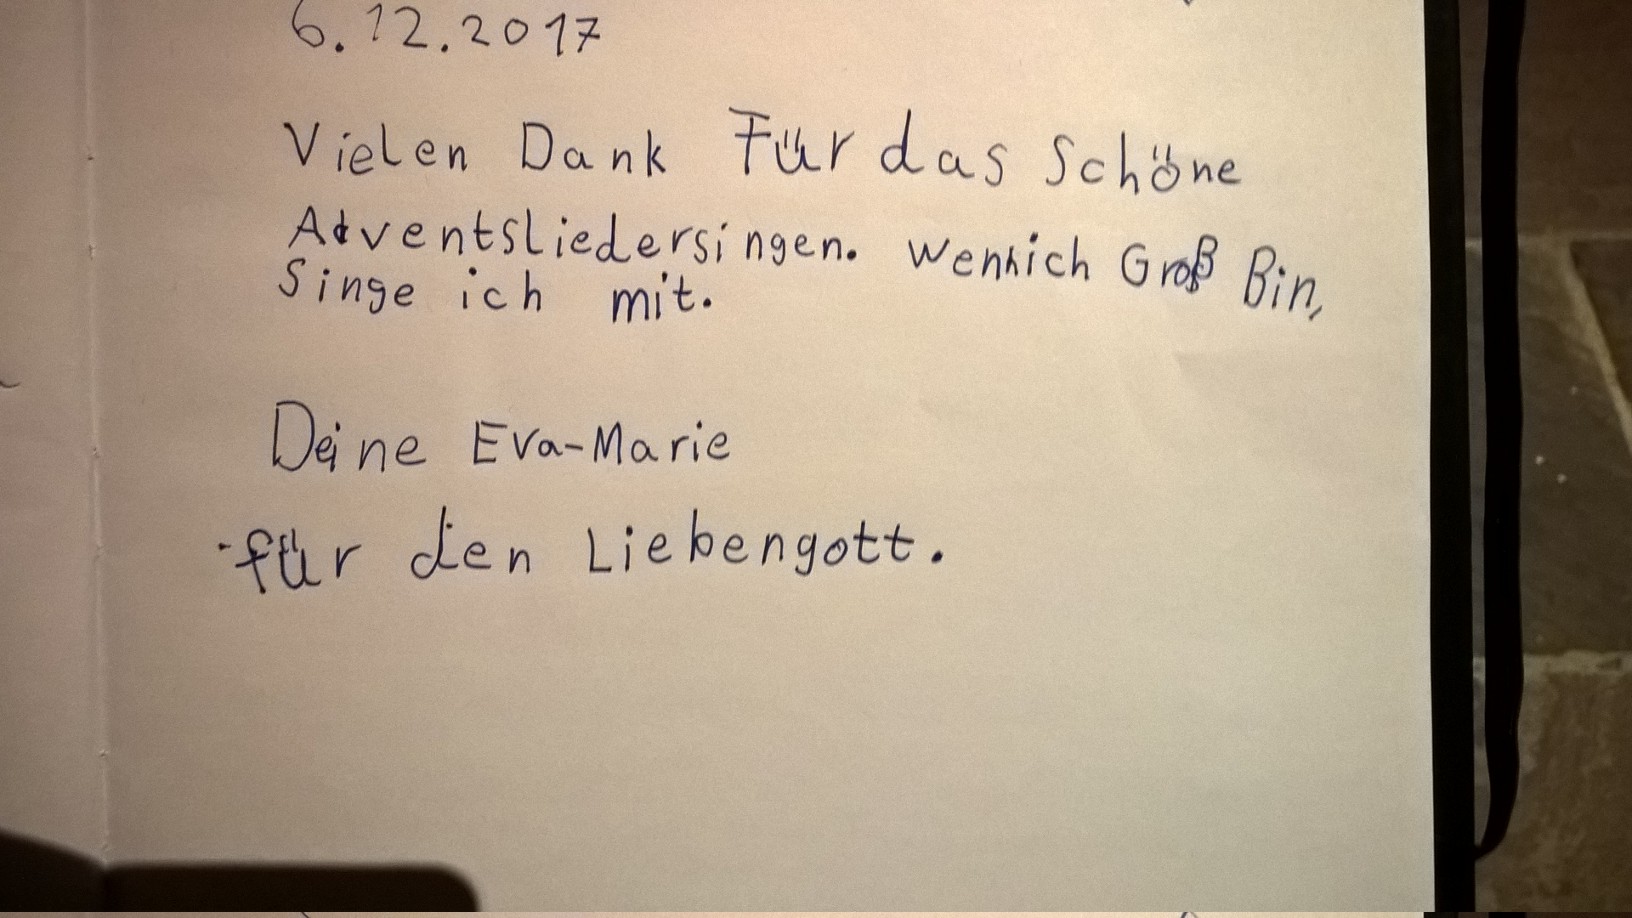 6.12.2017
Vielen Dank Für das Schöne
Adventsliedersingen. Wennich Groß Bin,
Singe ich mit.
Deine Eva-Marie
für den Liebengott.